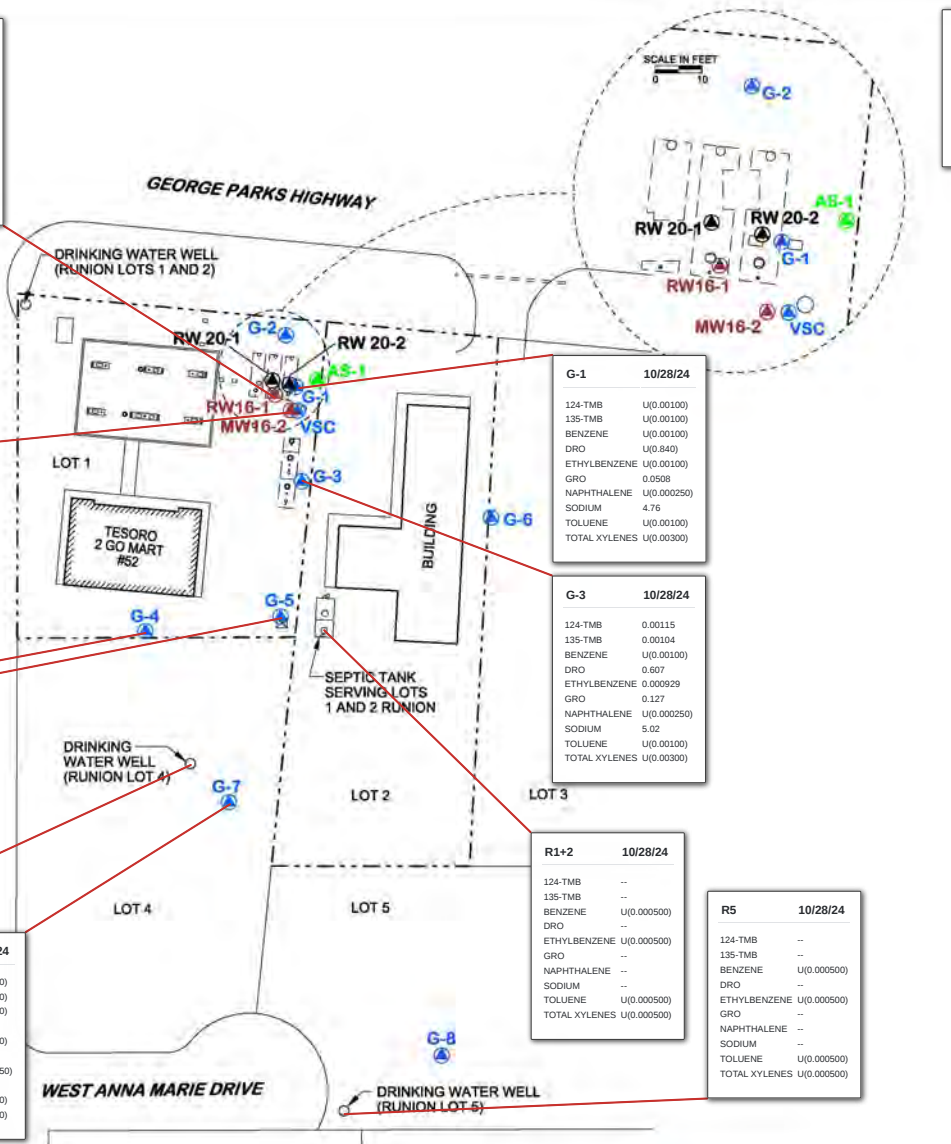 SCALE IN FEET
0 10
G-2
AS-1
RW 20-1
RW 20-2
G-1
RW16-1
MW16-2
VSC
GEORGE PARKS HIGHWAY
DRINKING WATER WELL
(RUNION LOTS 1 AND 2)
G-2
RW 20-1
RW 20-2
AS-1
G-1
RW16-1
MW16-2
VSC
LOT 1
G-3
TESORO
2 GO MART
#52
BUILDING
G-6
G-4
G-5
SEPTIC TANK
SERVING LOTS
1 AND 2 RUNION
DRINKING
WATER WELL
(RUNION LOT 4)
G-7
LOT 2
LOT 3
LOT 4
LOT 5
G-8
WEST ANNA MARIE DRIVE
DRINKING WATER WELL
(RUNION LOT 5)
G-1 10/28/24
124-TMB U(0.00100)
135-TMB U(0.00100)
BENZENE U(0.00100)
DRO U(0.840)
ETHYLBENZENE U(0.00100)
GRO 0.0508
NAPHTHALENE U(0.000250)
SODIUM 4.76
TOLUENE U(0.00100)
TOTAL XYLENES U(0.00300)
G-3 10/28/24
124-TMB 0.00115
135-TMB 0.00104
BENZENE U(0.00100)
DRO 0.607
ETHYLBENZENE 0.000929
GRO 0.127
NAPHTHALENE U(0.000250)
SODIUM 5.02
TOLUENE U(0.00100)
TOTAL XYLENES U(0.00300)
R1+2 10/28/24
124-TMB --
135-TMB --
BENZENE U(0.000500)
DRO --
ETHYLBENZENE U(0.000500)
GRO --
NAPHTHALENE --
SODIUM --
TOLUENE U(0.000500)
TOTAL XYLENES U(0.000500)
R5 10/28/24
124-TMB --
135-TMB --
BENZENE U(0.000500)
DRO --
ETHYLBENZENE U(0.000500)
GRO --
NAPHTHALENE --
SODIUM --
TOLUENE U(0.000500)
TOTAL XYLENES U(0.000500)
24
0)
0)
0)
0)
50)
0)
0)